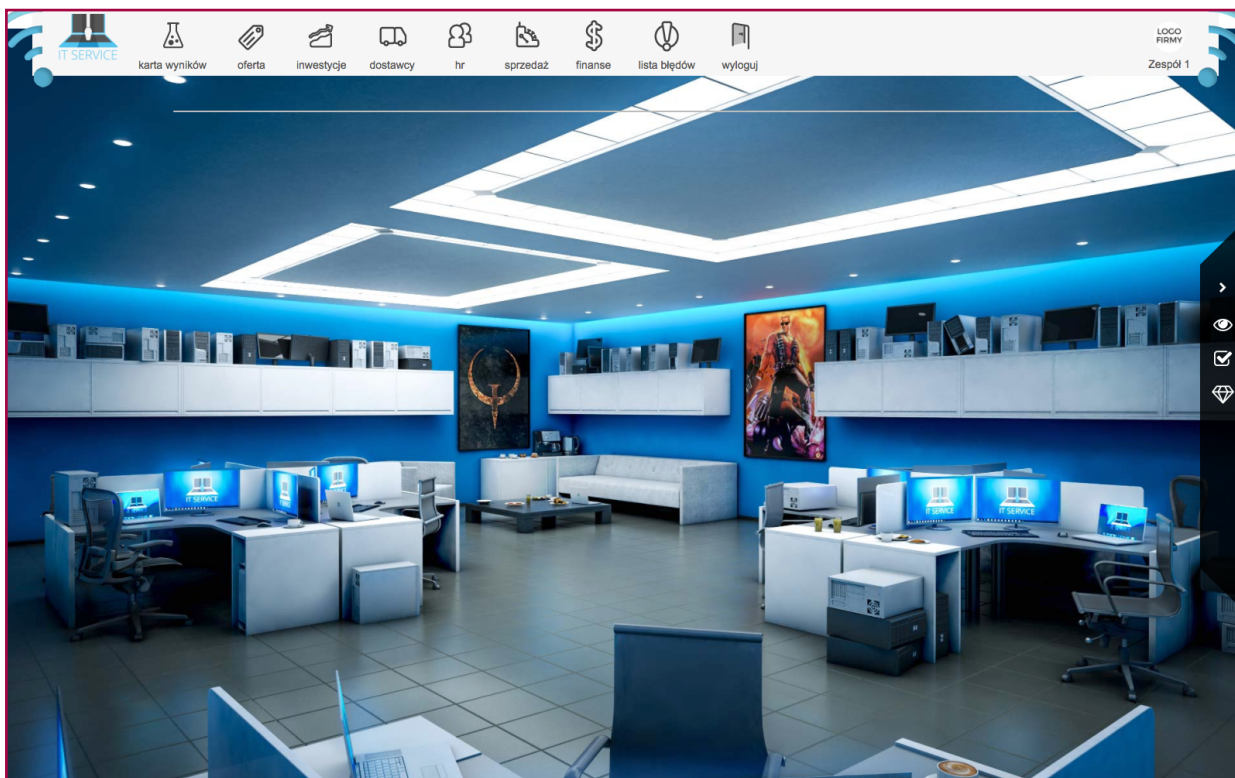 IT SERVICE
karta wyników
oferta
inwestycje
dostawcy
hr
sprzedaż
finanse
lista błędów
wyloguj
LOGO
FIRMY
Zespół 1
IT SERVICE
IT SERVICE
IT SERVICE